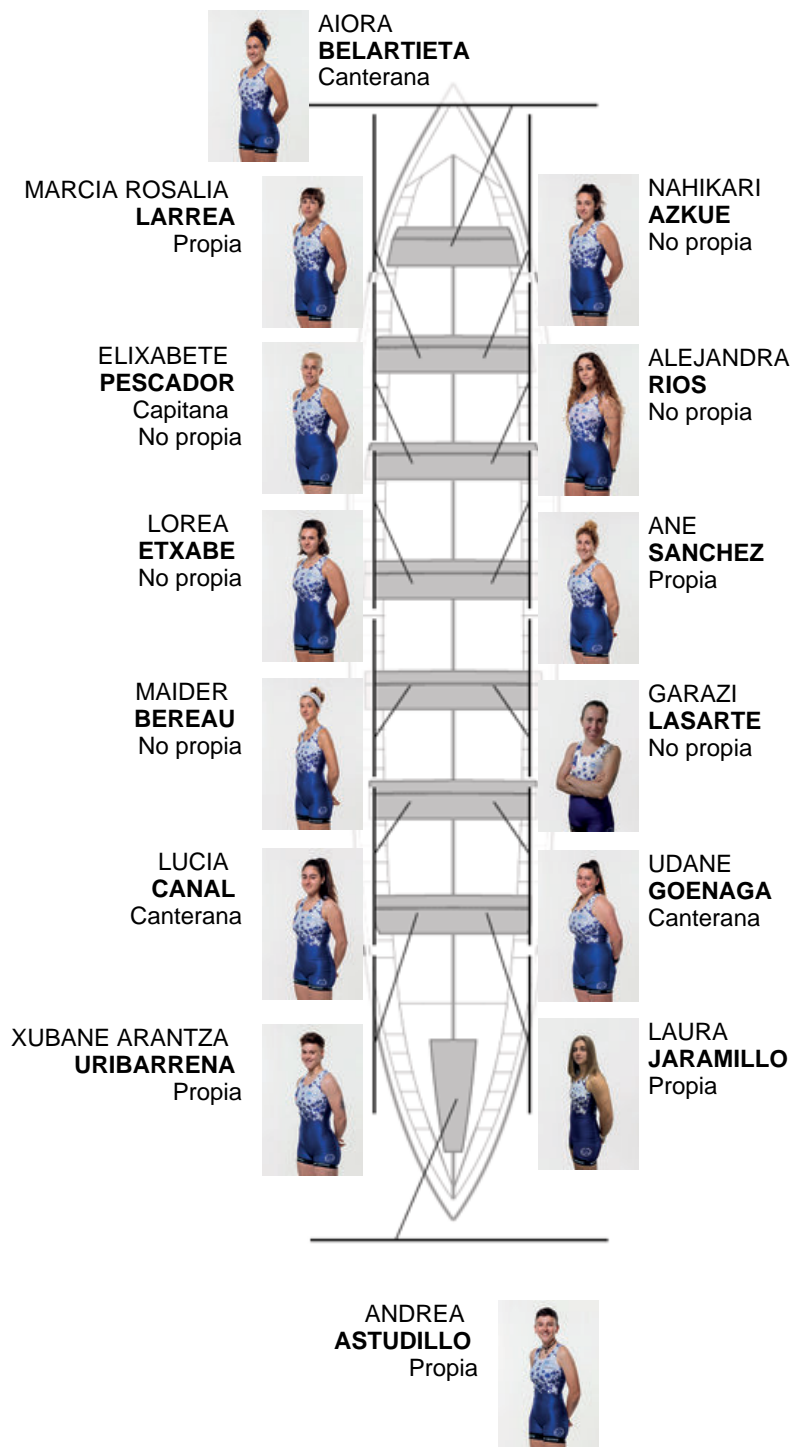 AIORA
BELARTIETA
Canterana
MARCIA ROSALIA
LARREA
Propia
NAHIKARI
AZKUE
No propia
ELIXABETE
PESCADOR
Capitana
No propia
ALEJANDRA
RIOS
No propia
LOREA
ETXABE
No propia
ANE
SANCHEZ
Propia
MAIDER
BEREAU
No propia
GARAZI
LASARTE
No propia
LUCIA
CANAL
Canterana
UDANE
GOENAGA
Canterana
XUBANE ARANTZA
URIBARRENA
Propia
LAURA
JARAMILLO
Propia
ANDREA
ASTUDILLO
Propia